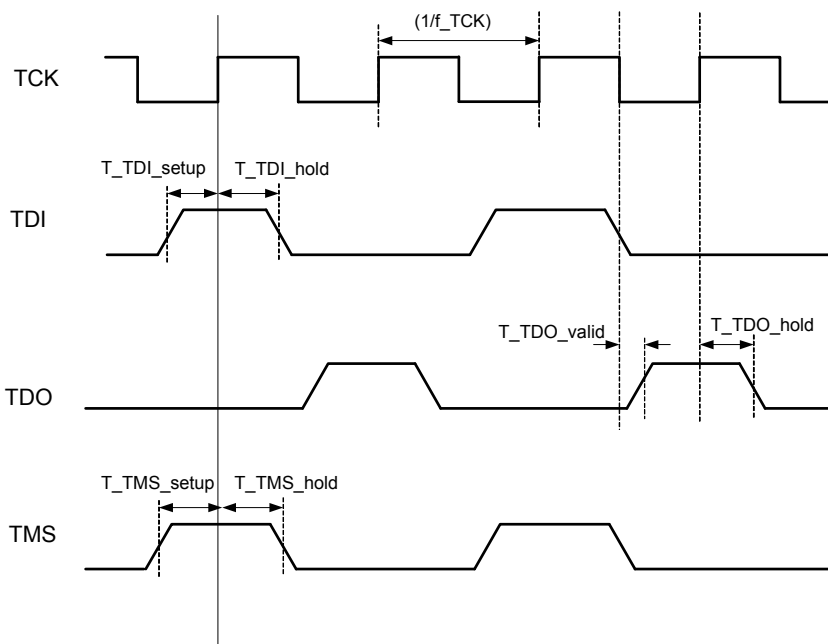 (1/f_TCK)
TCK
T_TDI_setup
T_TDI_hold
TDI
T_TDO_valid
T_TDO_hold
TDO
T_TMS_setup
T_TMS_hold
TMS